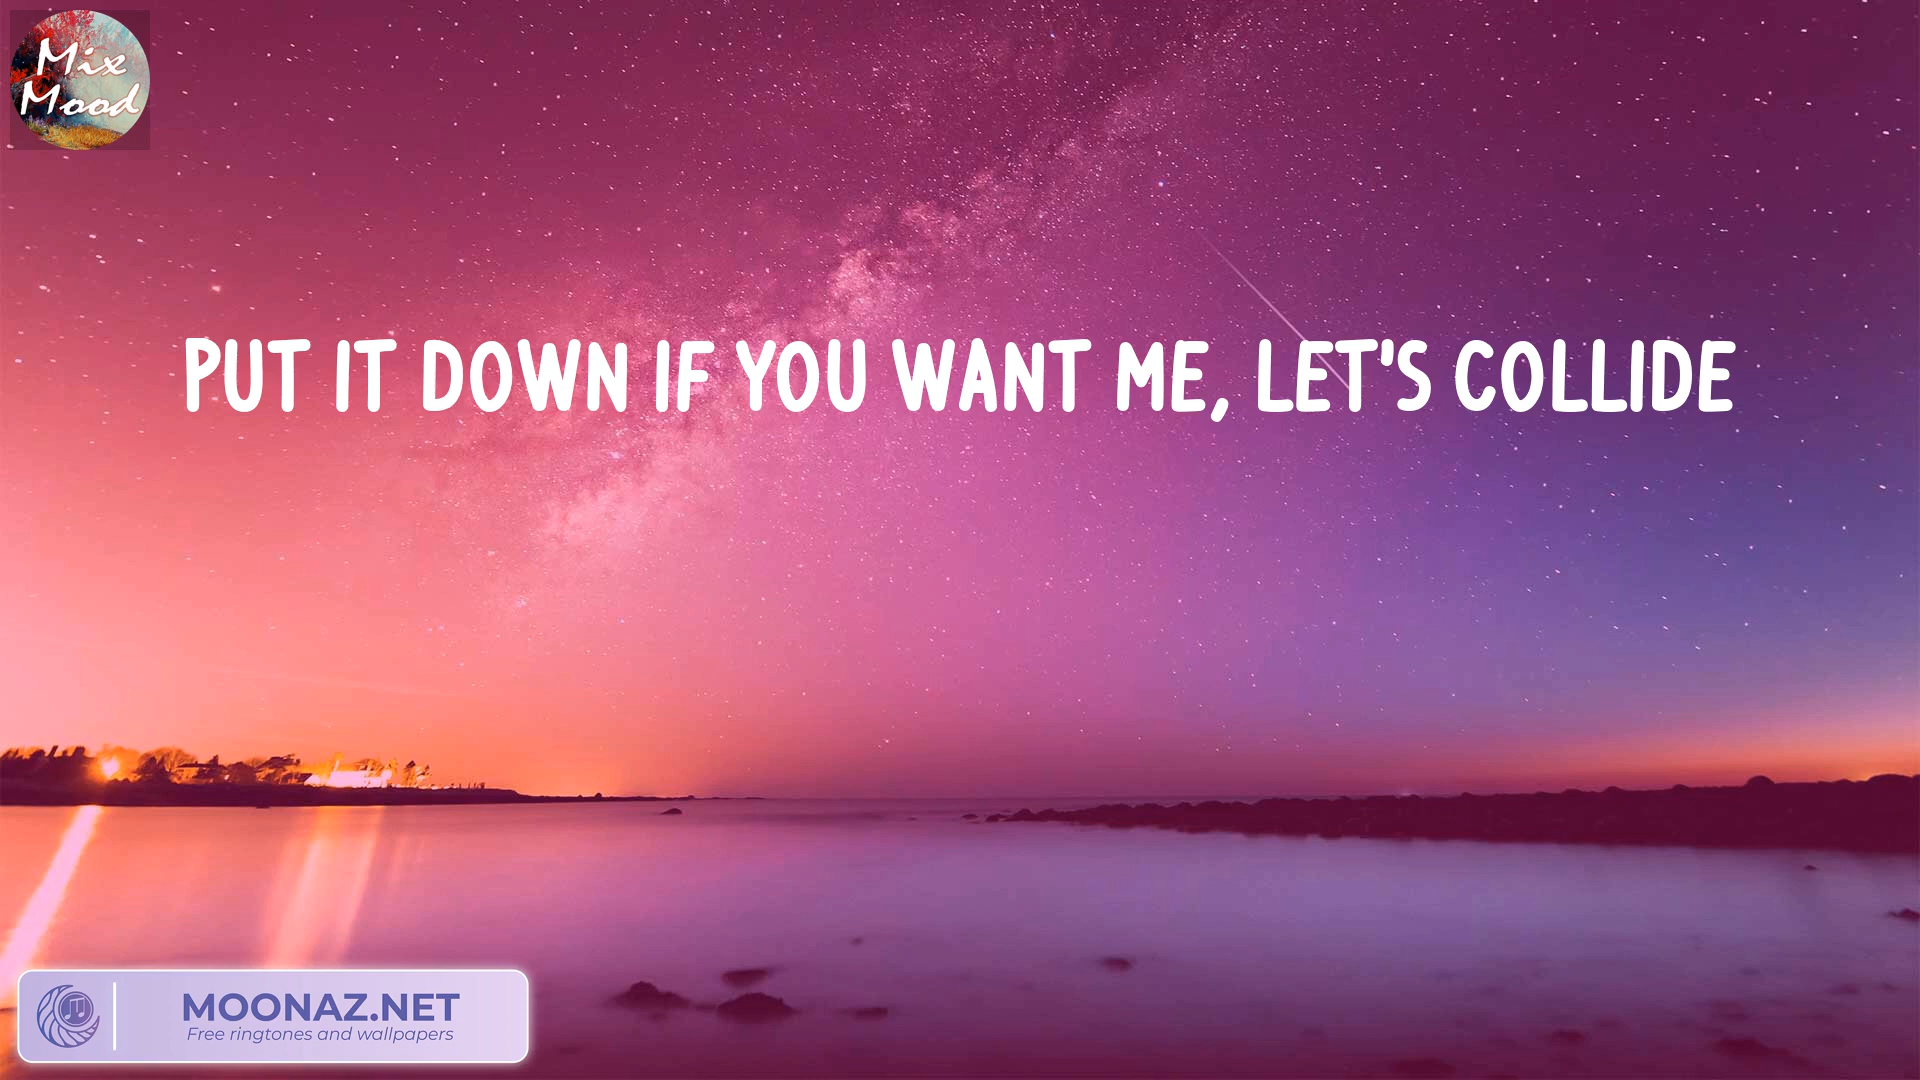 Mix
Mood
PUT IT DOWN IF YOU WANT ME, LET'S COLLIDE
MOONAZ.NET
Free ringtones and wallpapers